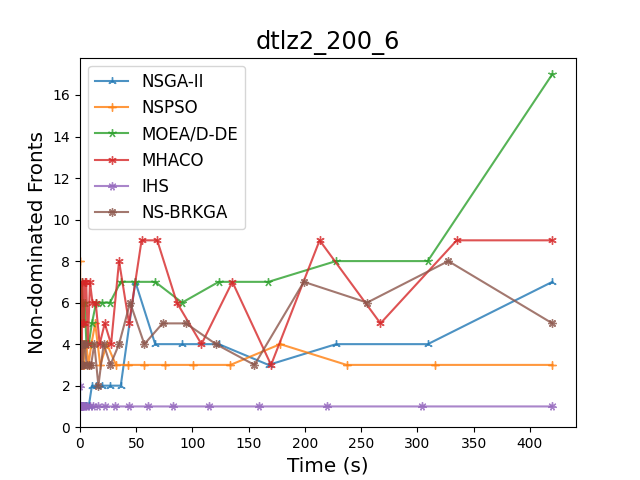 dtlz2_200_6
Non-dominated Fronts
16
14
12
10
8
6
4
2
0
NSGA-II
NSPSO
MOEA/D-DE
MHACO
IHS
NS-BRKGA
0 50 100 150 200 250 300 350 400
Time (s)